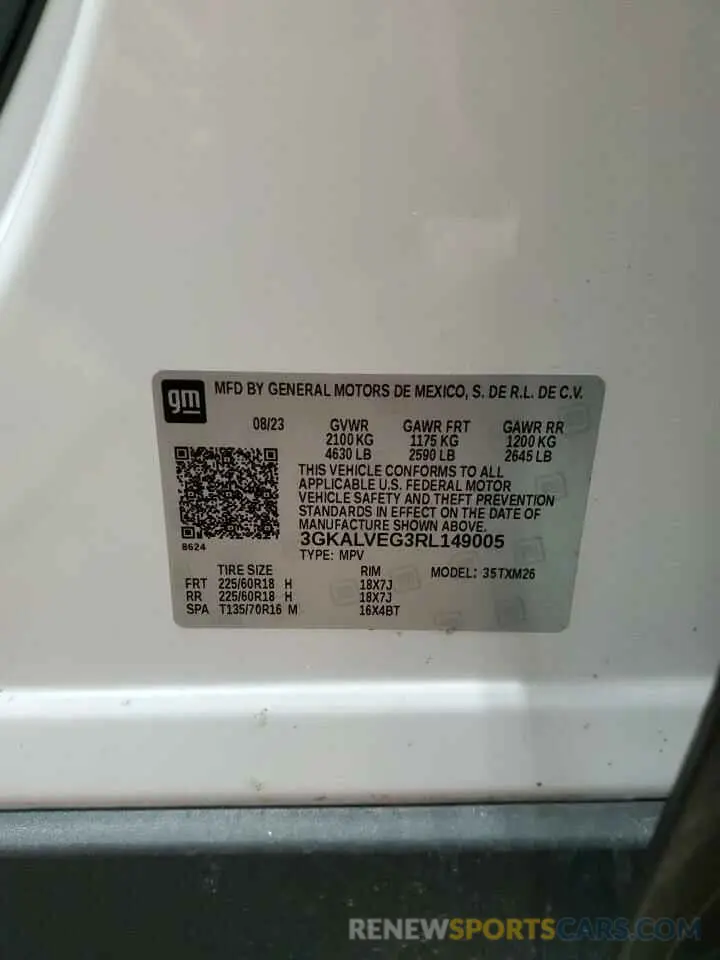 gm MFD BY GENERAL MOTORS DE MEXICO, S. DE R.L. DE C.V.
08/23 GVWR GAWR FRT GAWR RR
2100 KG 1175 KG 1200 KG
4630 LB 2590 LB 2645 LB
THIS VEHICLE CONFORMS TO ALL
APPLICABLE U.S. FEDERAL MOTOR
VEHICLE SAFETY AND THEFT PREVENTION
STANDARDS IN EFFECT ON THE DATE OF
MANUFACTURE SHOWN ABOVE.
3GKALVEG3RL149005
8624
TYPE: MPV
TIRE SIZE RIM MODEL: 35TXM26
FRT 225/60R18 H 18X7J
RR 225/60R18 H 18X7J
SPA T135/70R16 M 16X4BT
RENEWSPORTSCARS.COM